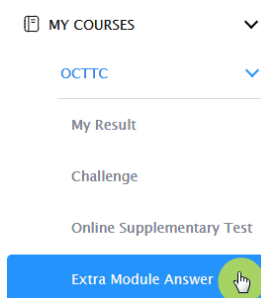 MY COURSES
OCTTC
My Result
Challenge
Online Supplementary Test
Extra Module Answer